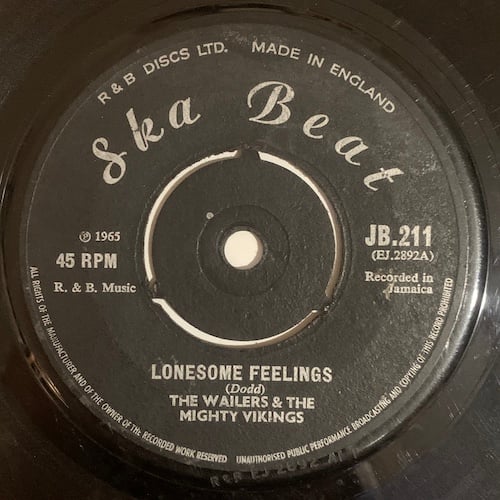 R & B DISCS LTD. MADE IN ENGLAND
Ska Beat
℗ 1965
45 RPM
R. & B. Music
JB.211
(EJ.2892A)
Recorded in
Jamaica
LONESOME FEELINGS
(Dodd)
THE WAILERS & THE
MIGHTY VIKINGS
ALL RIGHTS OF THE MANUFACTURER AND OF THE OWNER OF THE RECORDED WORK RESERVED UNAUTHORISED PUBLIC PERFORMANCE, BROADCASTING AND COPYING OF THIS RECORD PROHIBITED